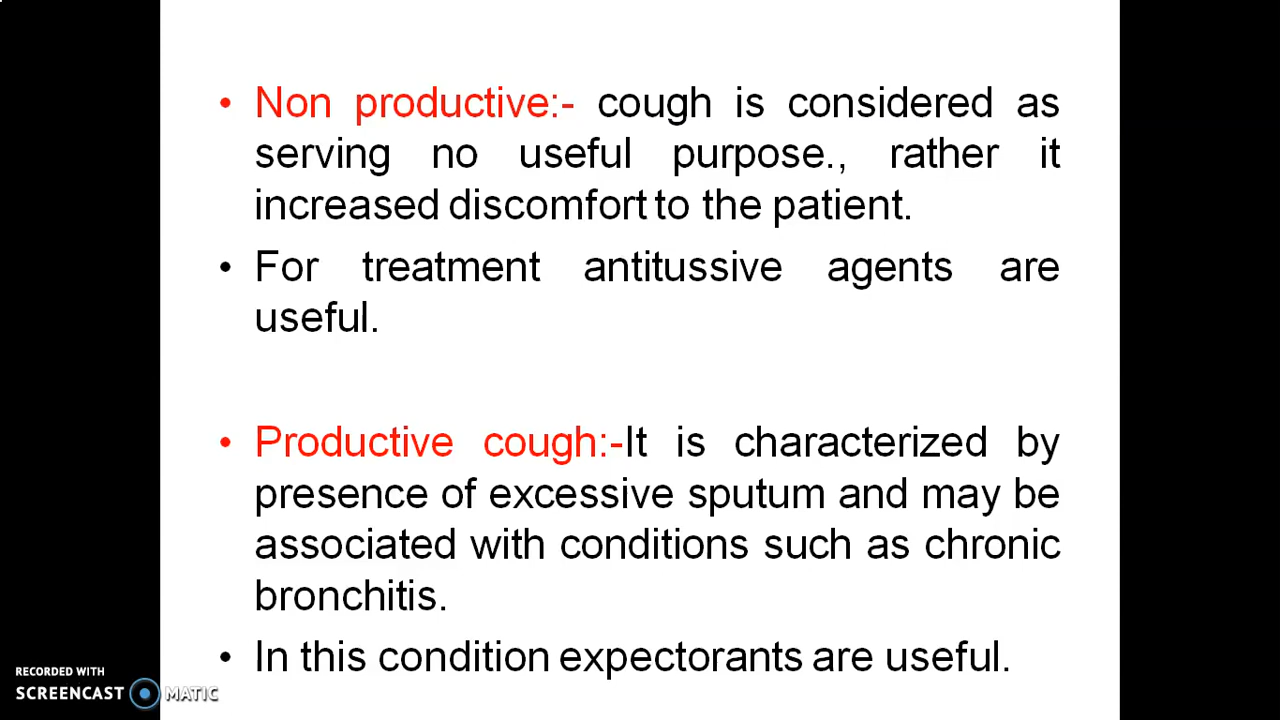 • Non productive:- cough is considered as
serving no useful purpose., rather it
increased discomfort to the patient.
• For treatment antitussive agents are
useful.
• Productive cough:-It is characterized by
presence of excessive sputum and may be
associated with conditions such as chronic
bronchitis.
• In this condition expectorants are useful.
RECORDED WITH
SCREENCAST MATIC